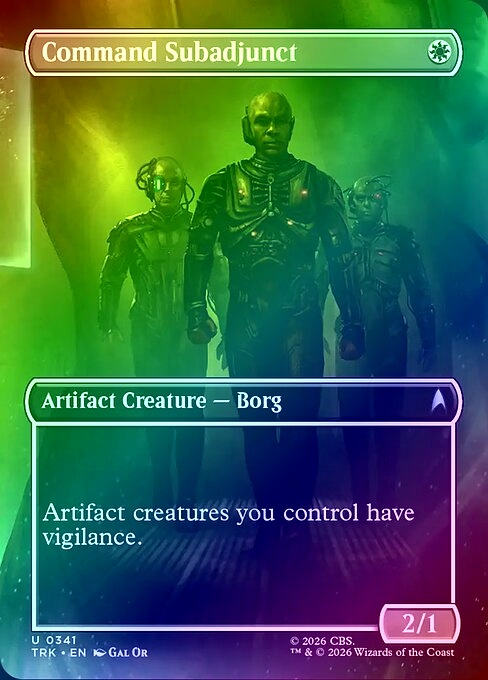 Command Subadjunct
Artifact Creature — Borg
Artifact creatures you control have
vigilance.
2/1
U 0341
TRK • EN Gal Or
© 2026 CBS.
™ & © 2026 Wizards of the Coast